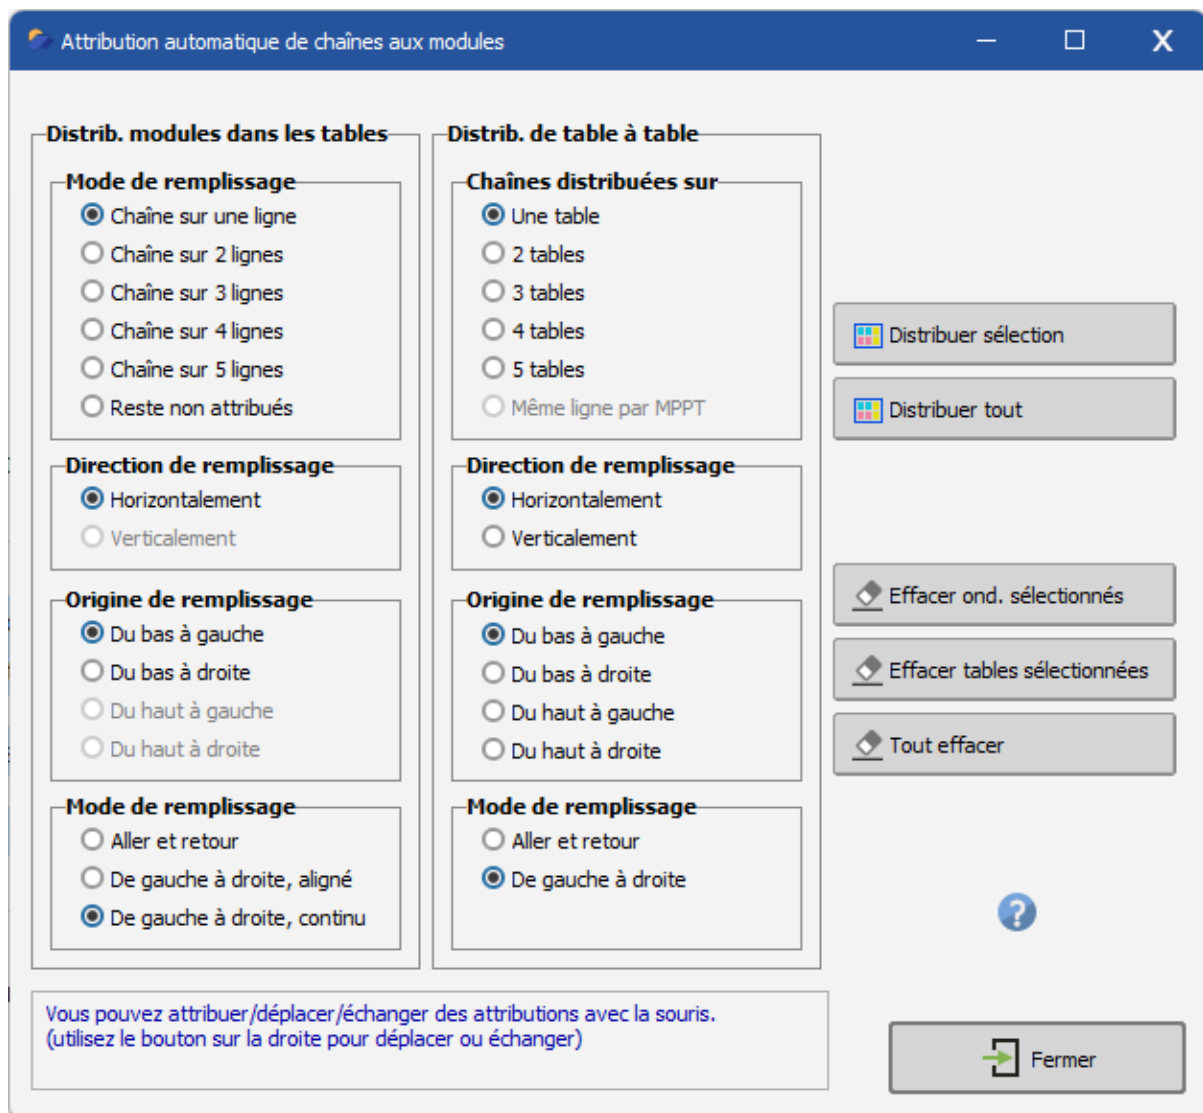 Attribution automatique de chaînes aux modules
Distrib. modules dans les tables
Mode de remplissage
Chaîne sur une ligne
Chaîne sur 2 lignes
Chaîne sur 3 lignes
Chaîne sur 4 lignes
Chaîne sur 5 lignes
Reste non attribués
Direction de remplissage
Horizontalement
Verticalement
Origine de remplissage
Du bas à gauche
Du bas à droite
Du haut à gauche
Du haut à droite
Mode de remplissage
Aller et retour
De gauche à droite, aligné
De gauche à droite, continu
Distrib. de table à table
Chaînes distribuées sur
Une table
2 tables
3 tables
4 tables
5 tables
Même ligne par MPPT
Direction de remplissage
Horizontalement
Verticalement
Origine de remplissage
Du bas à gauche
Du bas à droite
Du haut à gauche
Du haut à droite
Mode de remplissage
Aller et retour
De gauche à droite
Distribuer sélection
Distribuer tout
Effacer ond. sélectionnés
Effacer tables sélectionnées
Tout effacer
?
Vous pouvez attribuer/déplacer/échanger des attributions avec la souris.
(utilisez le bouton sur la droite pour déplacer ou échanger)
Fermer